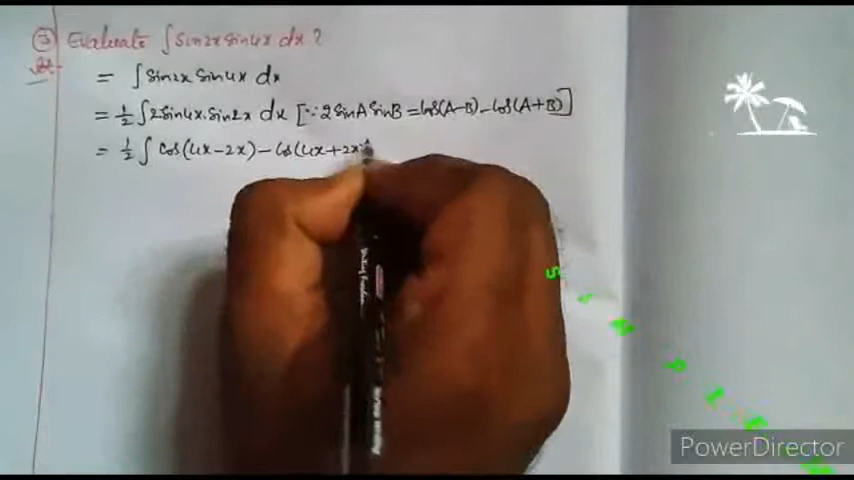 ③ Evaluate ∫ Sin2x Sin4x dx ?
Sol:-
= ∫ Sin2x Sin4x dx
= 1/2 ∫ 2Sin4x. Sin2x dx [∵ 2SinA SinB = Cos(A-B) - Cos(A+B)]
= 1/2 ∫ Cos(4x-2x) - Cos(4x+2x)
PowerDirector